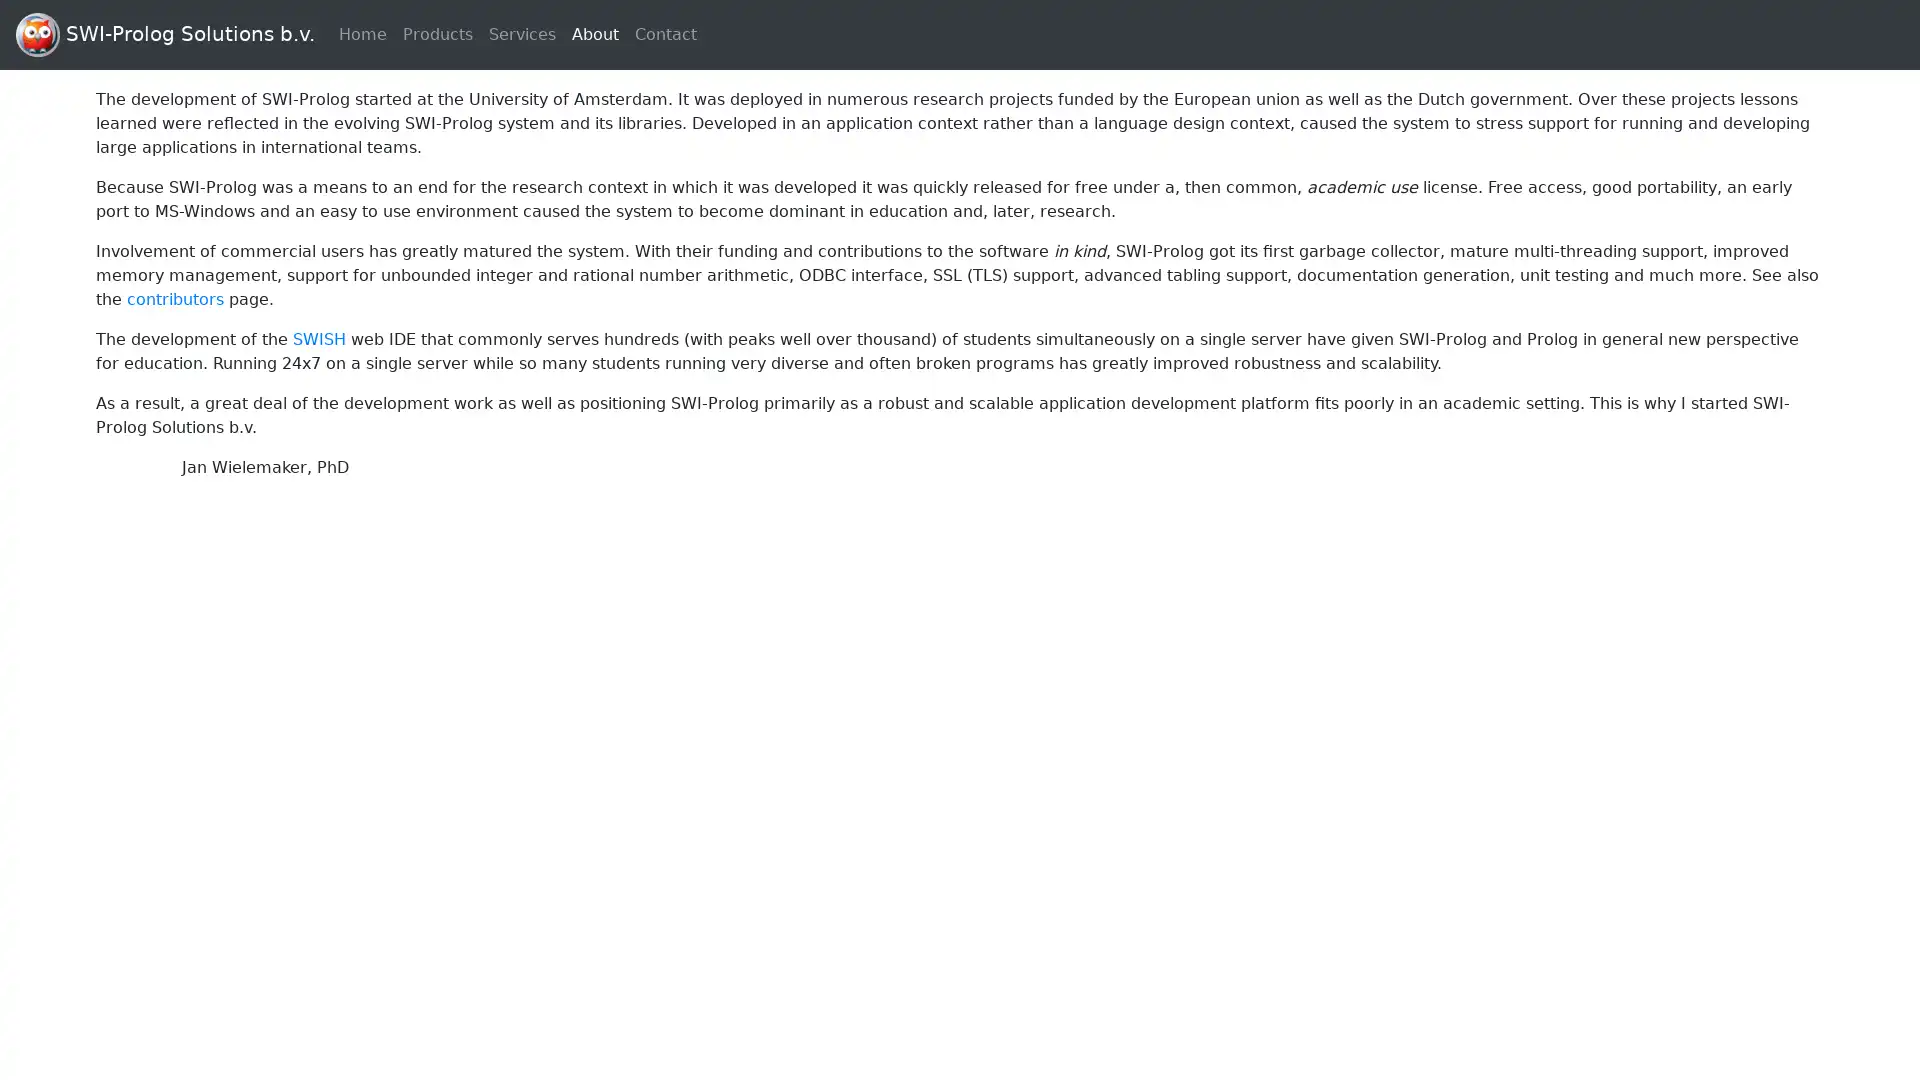 SWI-Prolog Solutions b.v. Home Products Services About Contact
The development of SWI-Prolog started at the University of Amsterdam. It was deployed in numerous research projects funded by the European union as well as the Dutch government. Over these projects lessons
learned were reflected in the evolving SWI-Prolog system and its libraries. Developed in an application context rather than a language design context, caused the system to stress support for running and developing
large applications in international teams.
Because SWI-Prolog was a means to an end for the research context in which it was developed it was quickly released for free under a, then common, academic use license. Free access, good portability, an early
port to MS-Windows and an easy to use environment caused the system to become dominant in education and, later, research.
Involvement of commercial users has greatly matured the system. With their funding and contributions to the software in kind, SWI-Prolog got its first garbage collector, mature multi-threading support, improved
memory management, support for unbounded integer and rational number arithmetic, ODBC interface, SSL (TLS) support, advanced tabling support, documentation generation, unit testing and much more. See also
the contributors page.
The development of the SWISH web IDE that commonly serves hundreds (with peaks well over thousand) of students simultaneously on a single server have given SWI-Prolog and Prolog in general new perspective
for education. Running 24x7 on a single server while so many students running very diverse and often broken programs has greatly improved robustness and scalability.
As a result, a great deal of the development work as well as positioning SWI-Prolog primarily as a robust and scalable application development platform fits poorly in an academic setting. This is why I started SWI-
Prolog Solutions b.v.
Jan Wielemaker, PhD